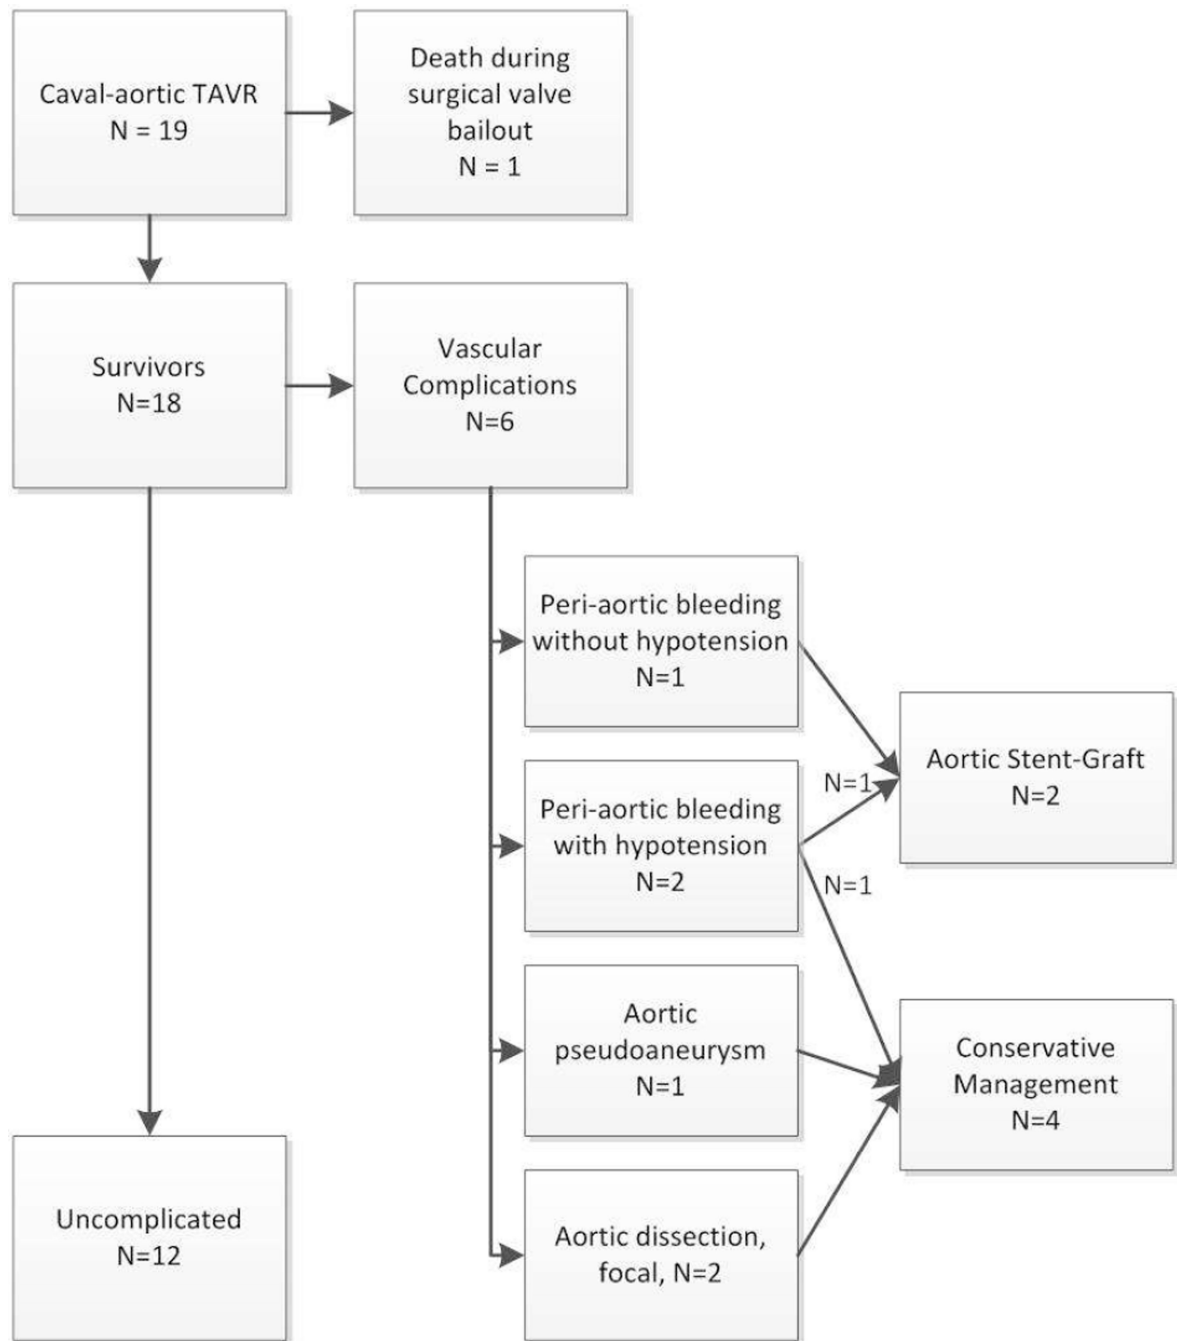 Caval-aortic TAVR
N = 19
Death during
surgical valve
bailout
N = 1
Survivors
N=18
Vascular
Complications
N=6
Peri-aortic bleeding
without hypotension
N=1
Aortic Stent-Graft
N=2
N=1
Peri-aortic bleeding
with hypotension
N=2
N=1
Aortic
pseudoaneurysm
N=1
Conservative
Management
N=4
Uncomplicated
N=12
Aortic dissection,
focal, N=2